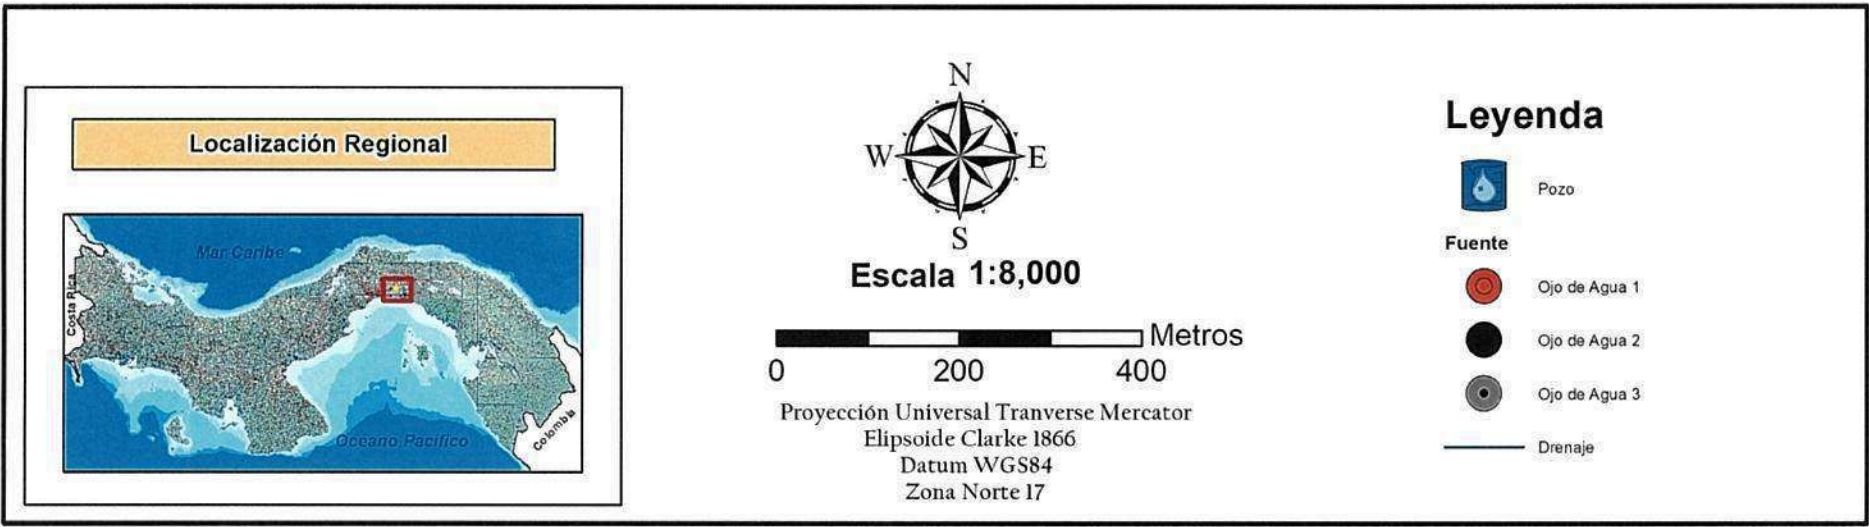 Localización Regional
Mar Caribe
Costa Rica
Océano Pacífico
Colombia
N
W
E
S
Escala 1:8,000
Metros
0 200 400
Proyección Universal Tranverse Mercator
Elipsoide Clarke 1866
Datum WGS84
Zona Norte 17
Leyenda
Pozo
Fuente
Ojo de Agua 1
Ojo de Agua 2
Ojo de Agua 3
Drenaje